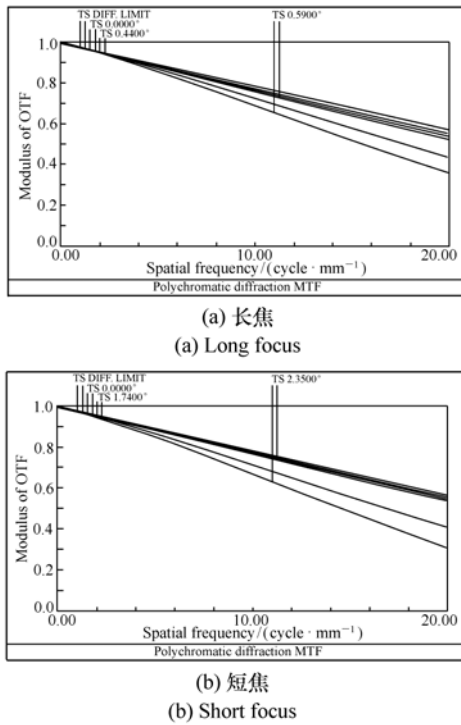 TS DIFF. LIMIT
TS 0.0000°
TS 0.4400°
TS 0.5900°
1.0
0.8
0.6
0.4
0.2
0.0
Modulus of OTF
0.00
10.00
20.00
Spatial frequency/(cycle · mm⁻¹)
Polychromatic diffraction MTF
(a) 长焦
(a) Long focus
TS DIFF. LIMIT
TS 0.0000°
TS 1.7400°
TS 2.3500°
1.0
0.8
0.6
0.4
0.2
0.0
Modulus of OTF
0.00
10.00
20.00
Spatial frequency/(cycle · mm⁻¹)
Polychromatic diffraction MTF
(b) 短焦
(b) Short focus